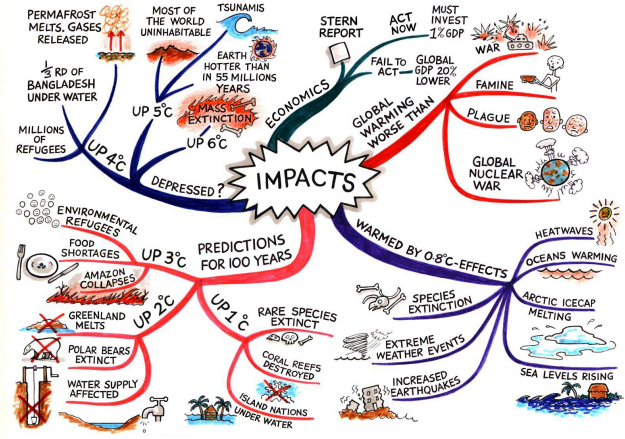 IMPACTS
ECONOMICS
STERN
REPORT
ACT
NOW
MUST
INVEST
1% GDP
FAIL TO
ACT
GLOBAL
GDP 20%
LOWER
GLOBAL
WARMING
WORSE THAN
WAR
FAMINE
PLAGUE
GLOBAL
NUCLEAR
WAR
WARMED BY 0.8°C-EFFECTS
HEATWAVES
OCEANS WARMING
ARCTIC ICECAP
MELTING
SEA LEVELS RISING
SPECIES
EXTINCTION
EXTREME
WEATHER EVENTS
INCREASED
EARTHQUAKES
PREDICTIONS
FOR 100 YEARS
UP 1°C
RARE SPECIES
EXTINCT
CORAL REEFS
DESTROYED
ISLAND NATIONS
UNDER WATER
UP 2°C
GREENLAND
MELTS
POLAR BEARS
EXTINCT
WATER SUPPLY
AFFECTED
UP 3°C
ENVIRONMENTAL
REFUGEES
FOOD
SHORTAGES
AMAZON
COLLAPSES
DEPRESSED?
UP 4°C
PERMAFROST
MELTS. GASES
RELEASED
1/3 RD OF
BANGLADESH
UNDER WATER
MILLIONS
OF
REFUGEES
UP 5°C
MOST OF
THE WORLD
UNINHABITABLE
TSUNAMIS
EARTH
HOTTER THAN
IN 55 MILLIONS
YEARS
UP 6°C
MASS
EXTINCTION